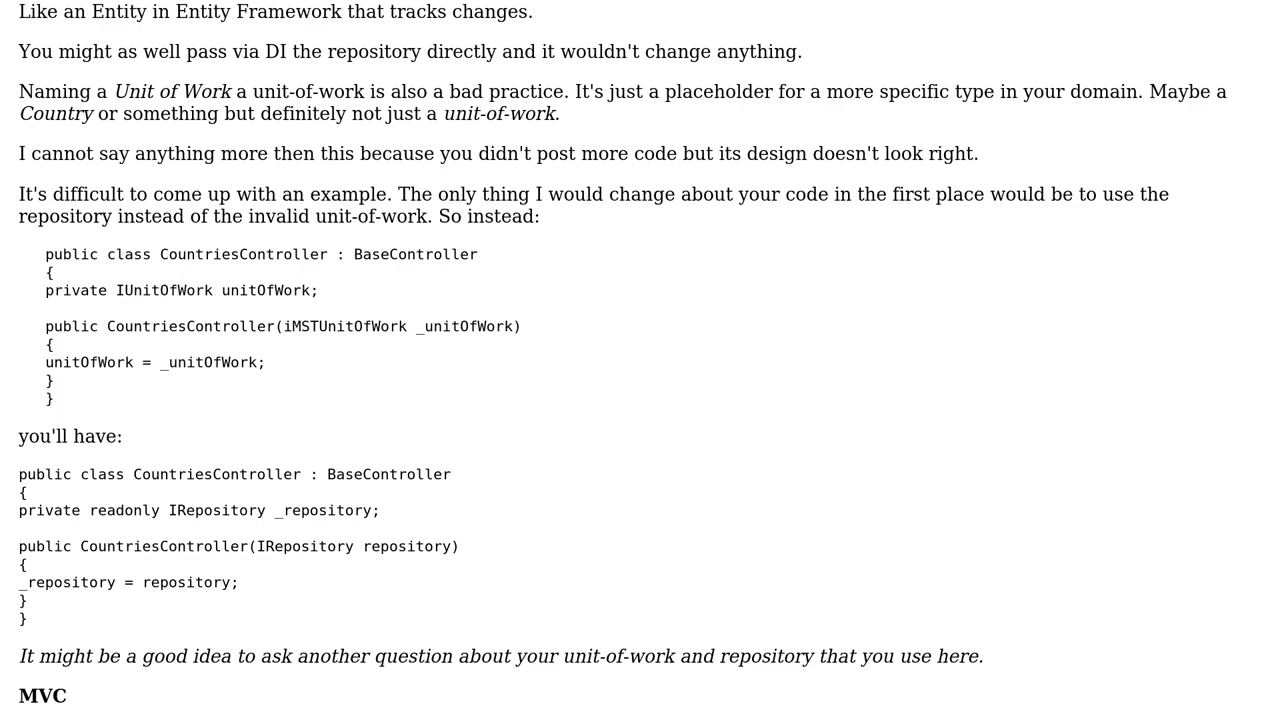 Like an Entity in Entity Framework that tracks changes.
You might as well pass via DI the repository directly and it wouldn't change anything.
Naming a Unit of Work a unit-of-work is also a bad practice. It's just a placeholder for a more specific type in your domain. Maybe a
Country or something but definitely not just a unit-of-work.
I cannot say anything more then this because you didn't post more code but its design doesn't look right.
It's difficult to come up with an example. The only thing I would change about your code in the first place would be to use the
repository instead of the invalid unit-of-work. So instead:
public class CountriesController : BaseController
{
private IUnitOfWork unitOfWork;
public CountriesController(iMSTUnitOfWork _unitOfWork)
{
unitOfWork = _unitOfWork;
}
}
you'll have:
public class CountriesController : BaseController
{
private readonly IRepository _repository;
public CountriesController(IRepository repository)
{
_repository = repository;
}
}
It might be a good idea to ask another question about your unit-of-work and repository that you use here.
MVC